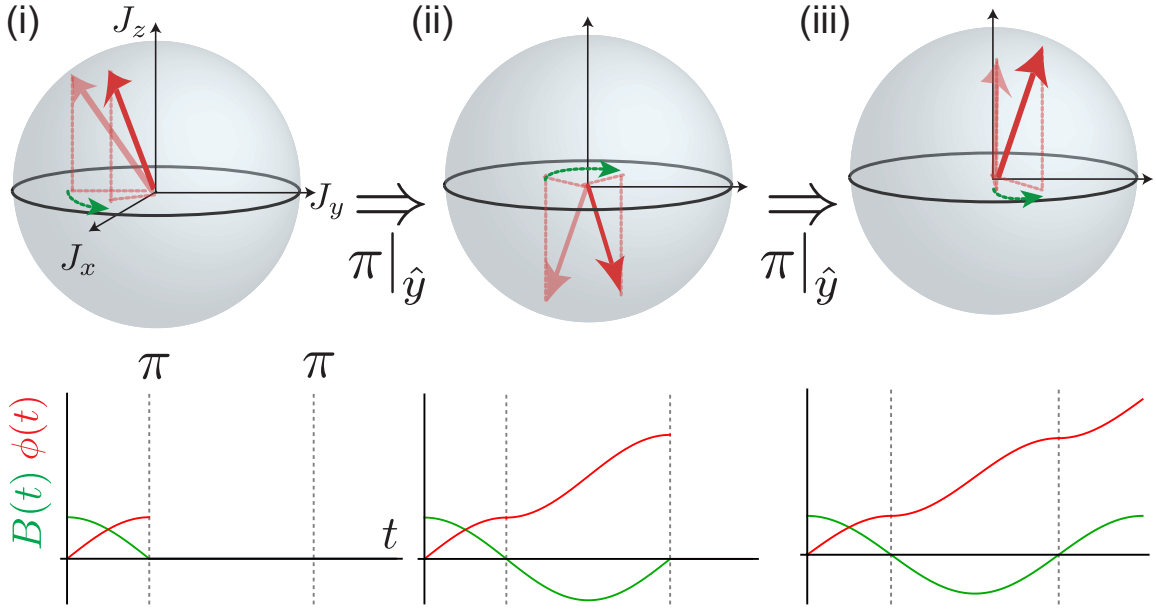 (i)
(ii)
(iii)
J_z
J_y
J_x
⇒
π|_ŷ
⇒
π|_ŷ
π
π
B(t) ϕ(t)
t